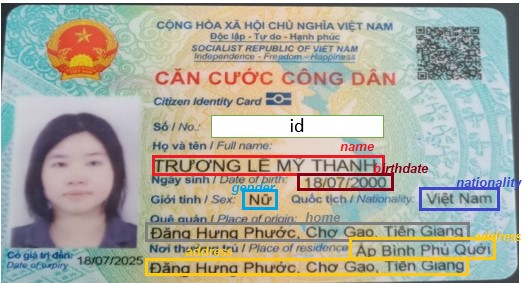 CỘNG HÒA XÃ HỘI CHỦ NGHĨA VIỆT NAM
Độc lập - Tự do - Hạnh phúc
SOCIALIST REPUBLIC OF VIET NAM
Independence - Freedom - Happiness
CĂN CƯỚC CÔNG DÂN
Citizen Identity Card
Số / No.: id
Họ và tên / Full name: name
TRƯƠNG LÊ MỸ THANH birthdate
Ngày sinh / Date of birth: 18/07/2000
gender nationality
Giới tính / Sex: Nữ Quốc tịch / Nationality: Việt Nam
Quê quán / Place of origin: home
Đăng Hưng Phước, Chợ Gạo, Tiền Giang
address address
Nơi thường trú / Place of residence: Ấp Bình Phú Quới
Đăng Hưng Phước, Chợ Gạo, Tiền Giang
Có giá trị đến: 18/07/2025
Date of expiry